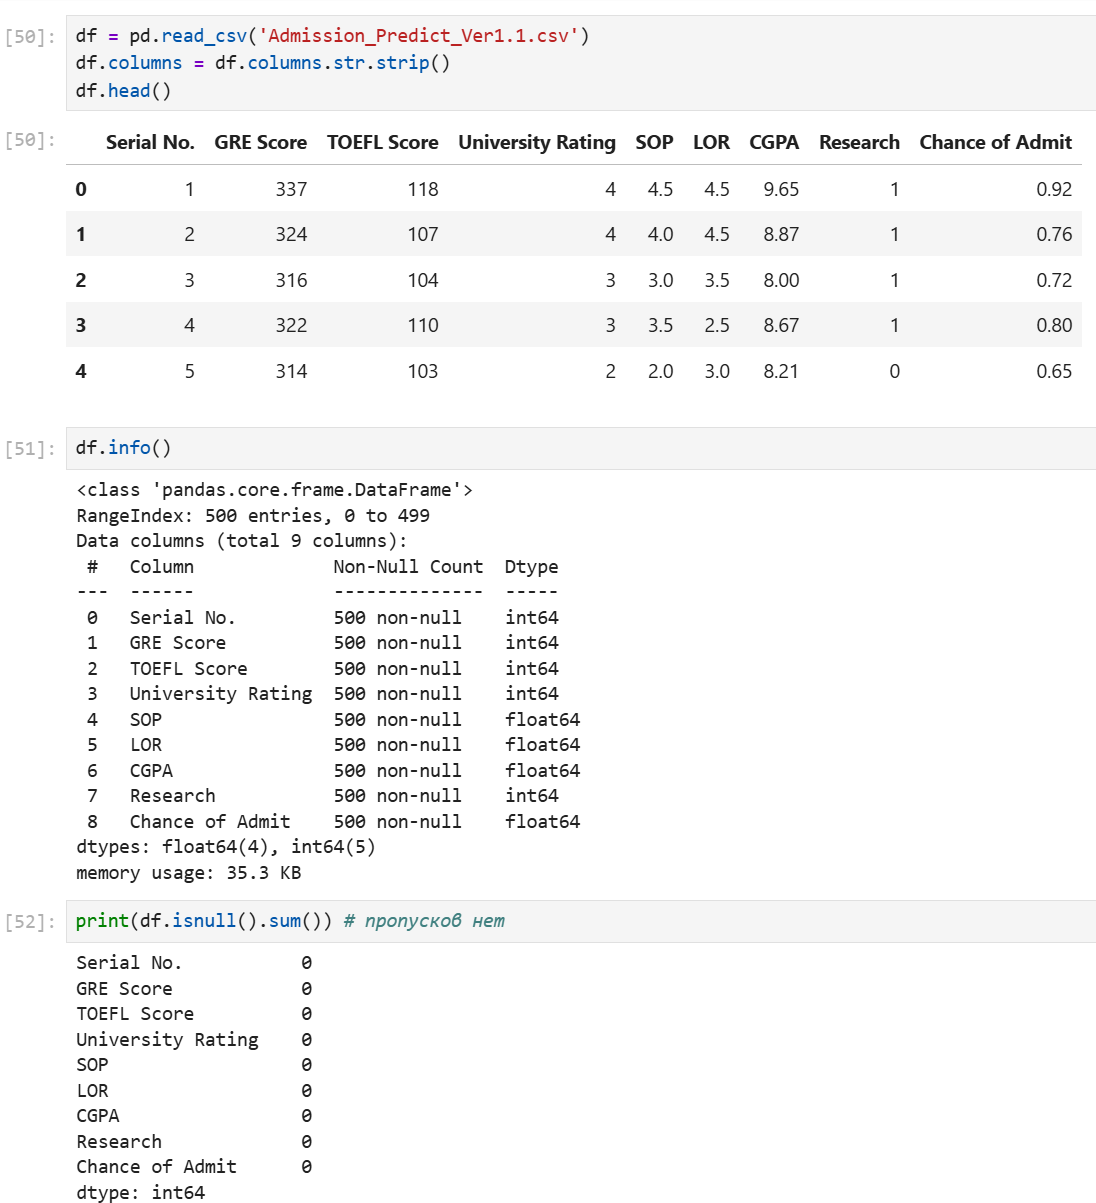 [50]: df = pd.read_csv('Admission_Predict_Ver1.1.csv')
df.columns = df.columns.str.strip()
df.head()
[50]: Serial No. GRE Score TOEFL Score University Rating SOP LOR CGPA Research Chance of Admit
0 1 337 118 4 4.5 4.5 9.65 1 0.92
1 2 324 107 4 4.0 4.5 8.87 1 0.76
2 3 316 104 3 3.0 3.5 8.00 1 0.72
3 4 322 110 3 3.5 2.5 8.67 1 0.80
4 5 314 103 2 2.0 3.0 8.21 0 0.65
[51]: df.info()
<class 'pandas.core.frame.DataFrame'>
RangeIndex: 500 entries, 0 to 499
Data columns (total 9 columns):
 #   Column             Non-Null Count  Dtype
---  ------             --------------  -----
 0   Serial No.         500 non-null    int64
 1   GRE Score          500 non-null    int64
 2   TOEFL Score        500 non-null    int64
 3   University Rating  500 non-null    int64
 4   SOP                500 non-null    float64
 5   LOR                500 non-null    float64
 6   CGPA               500 non-null    float64
 7   Research           500 non-null    int64
 8   Chance of Admit    500 non-null    float64
dtypes: float64(4), int64(5)
memory usage: 35.3 KB
[52]: print(df.isnull().sum()) # пропусков нет
Serial No.           0
GRE Score            0
TOEFL Score          0
University Rating    0
SOP                  0
LOR                  0
CGPA                 0
Research             0
Chance of Admit      0
dtype: int64